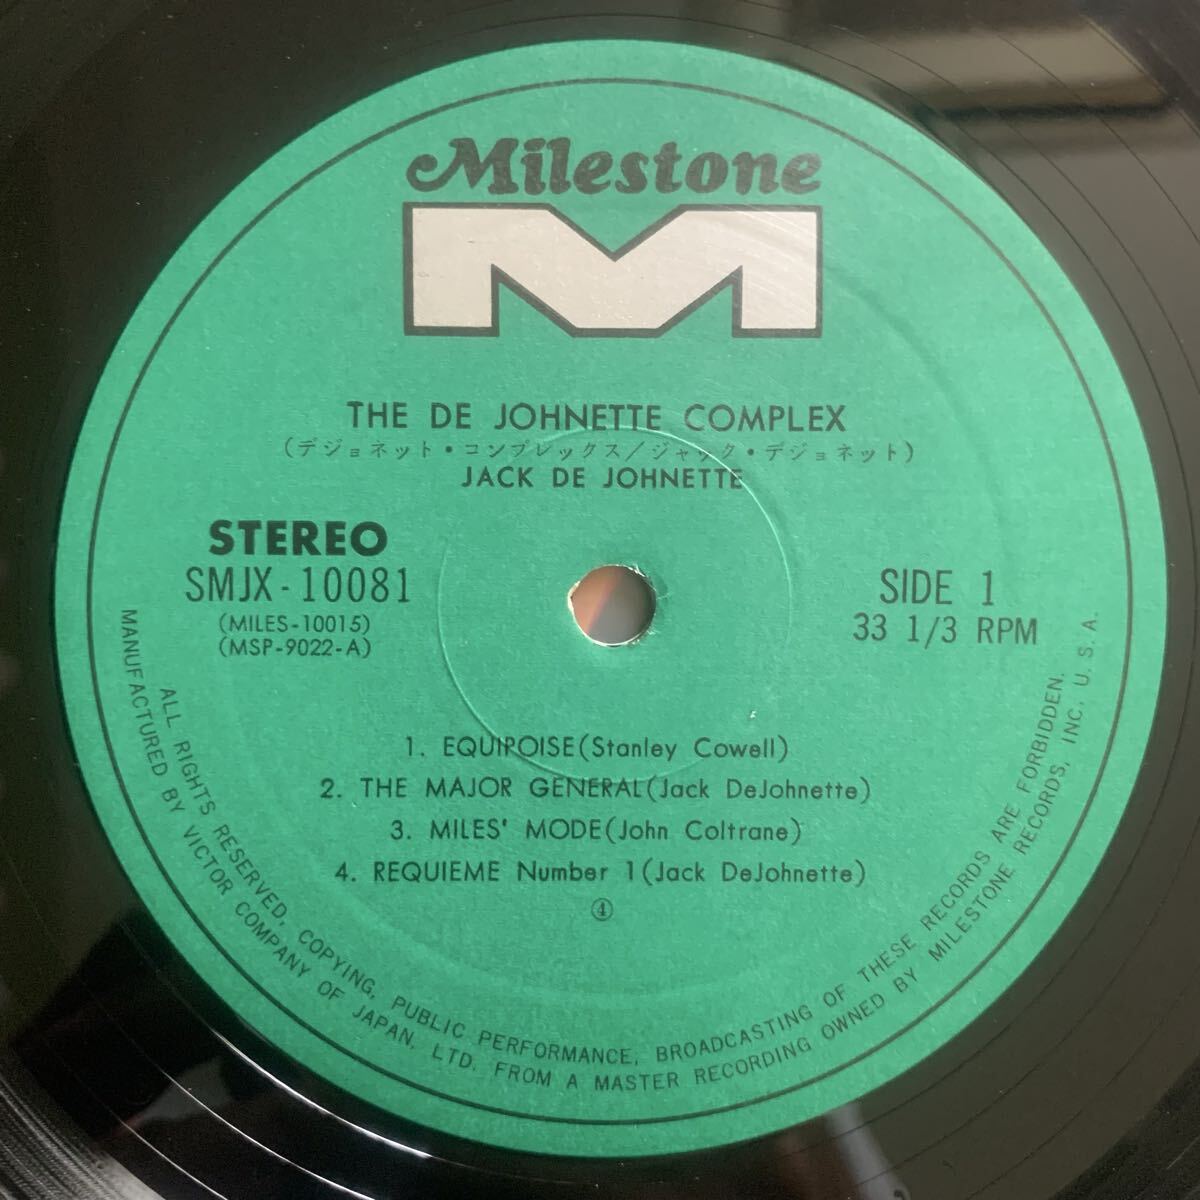 Milestone
THE DE JOHNETTE COMPLEX
(デジョネット・コンプレックス/ジャック・デジョネット)
JACK DE JOHNETTE
STEREO
SMJX-10081
(MILES-10015)
(MSP-9022-A)
SIDE 1
33 1/3 RPM
1. EQUIPOISE(Stanley Cowell)
2. THE MAJOR GENERAL(Jack DeJohnette)
3. MILES' MODE(John Coltrane)
4. REQUIEME Number 1(Jack DeJohnette)
④
ALL RIGHTS RESERVED, COPYING, PUBLIC PERFORMANCE, BROADCASTING OF THESE RECORDS ARE FORBIDDEN.
MANUFACTURED BY VICTOR COMPANY OF JAPAN, LTD. FROM A MASTER RECORDING OWNED BY MILESTONE RECORDS, INC. U.S.A.